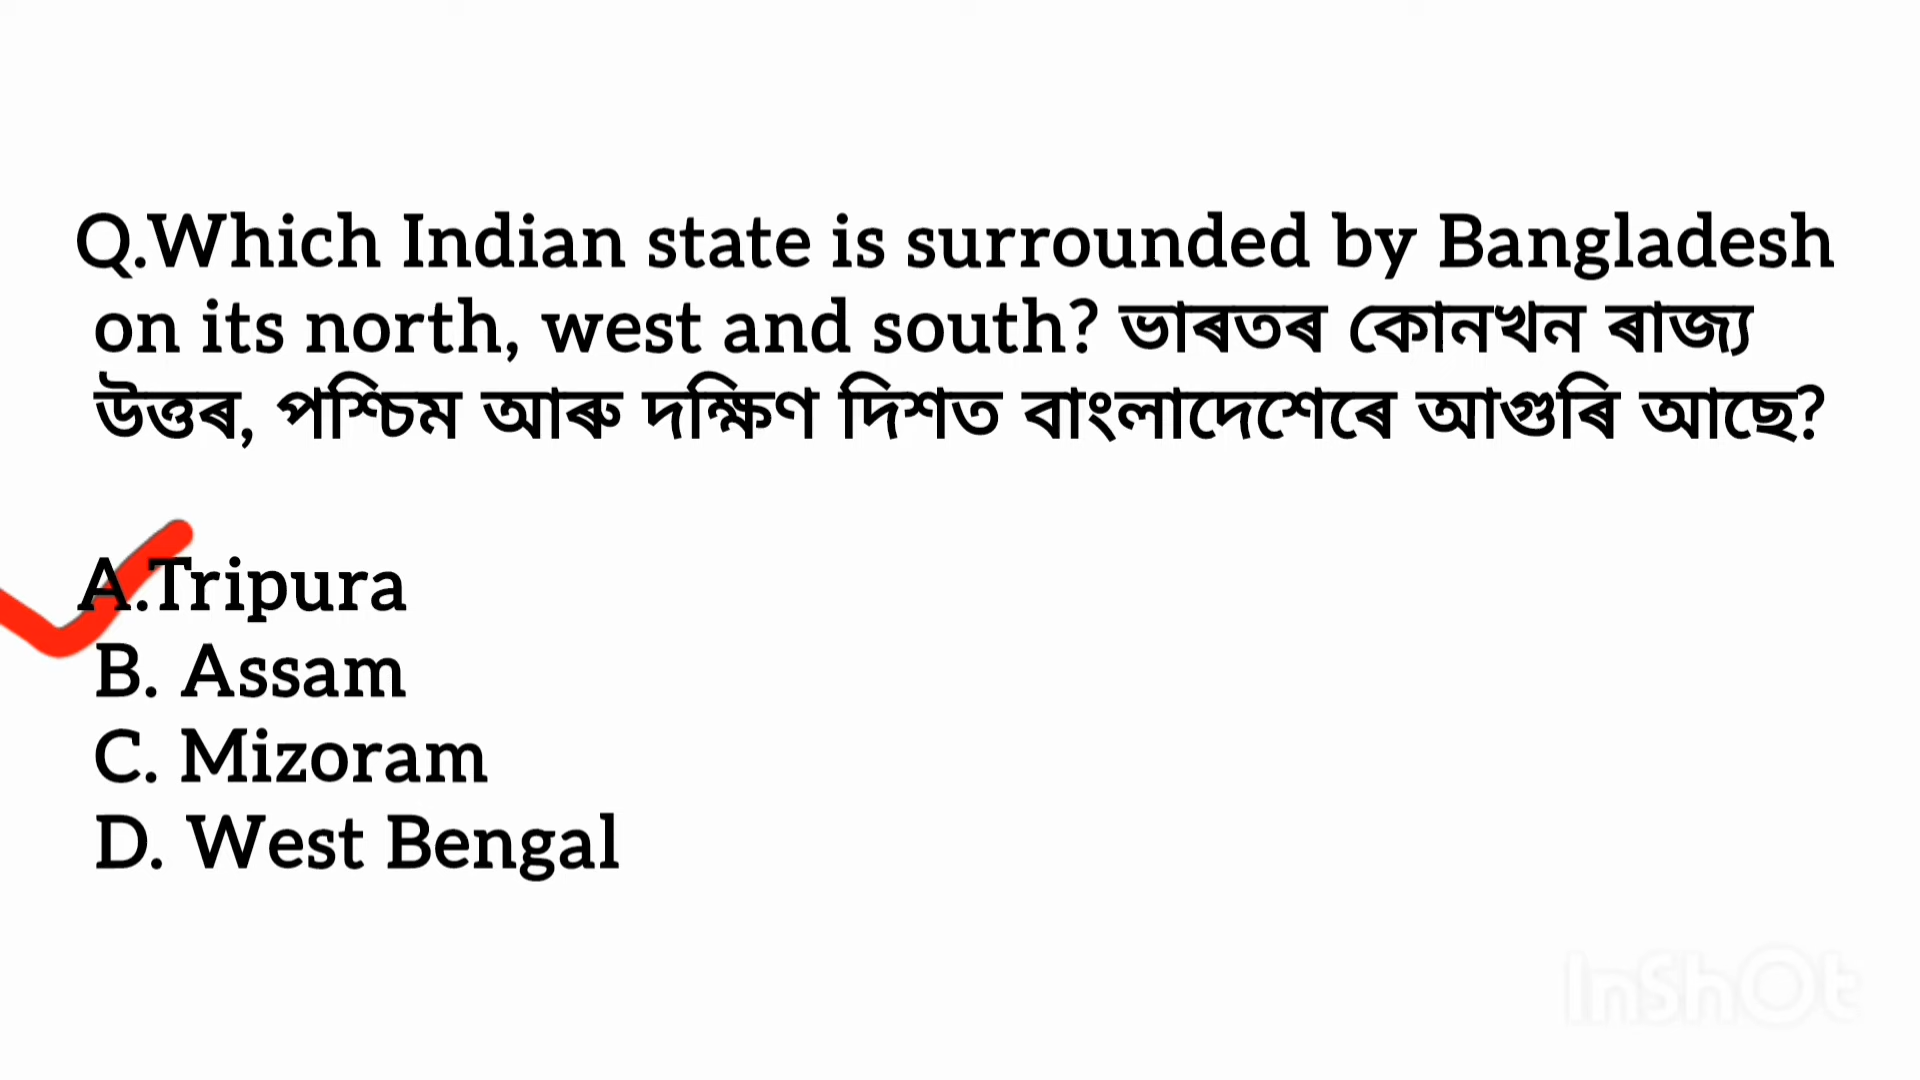 Q.Which Indian state is surrounded by Bangladesh
on its north, west and south? ভাৰতৰ কোনখন ৰাজ্য
উত্তৰ, পশ্চিম আৰু দক্ষিণ দিশত বাংলাদেশেৰে আগুৰি আছে?
A.Tripura
B. Assam
C. Mizoram
D. West Bengal
InShOt